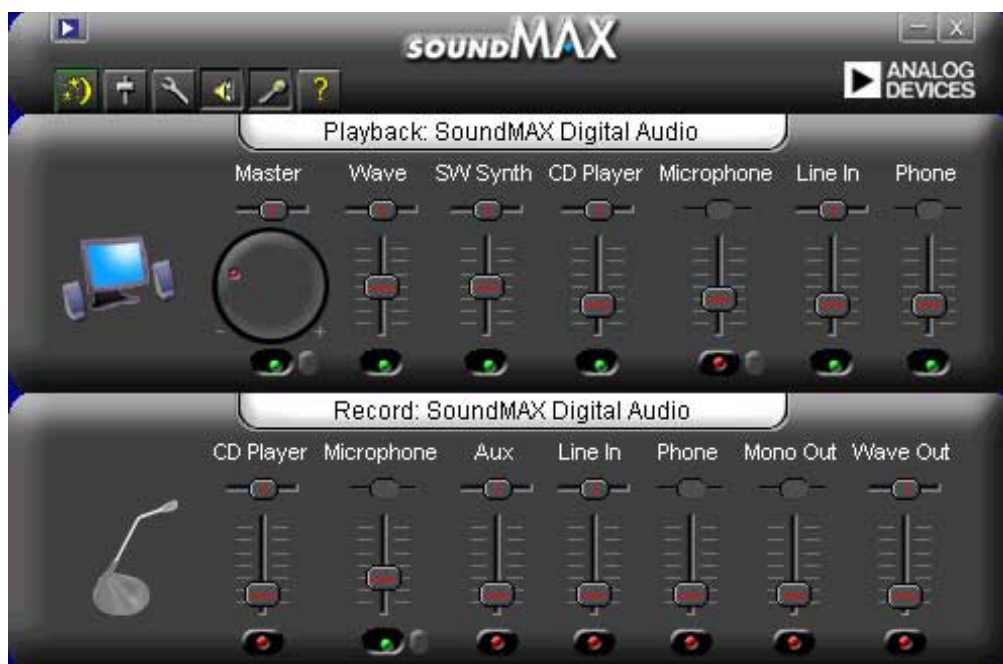 SOUNDMAX
X
?
ANALOG
DEVICES
Playback: SoundMAX Digital Audio
Master Wave SW Synth CD Player Microphone Line In Phone
- +
Record: SoundMAX Digital Audio
CD Player Microphone Aux Line In Phone Mono Out Wave Out